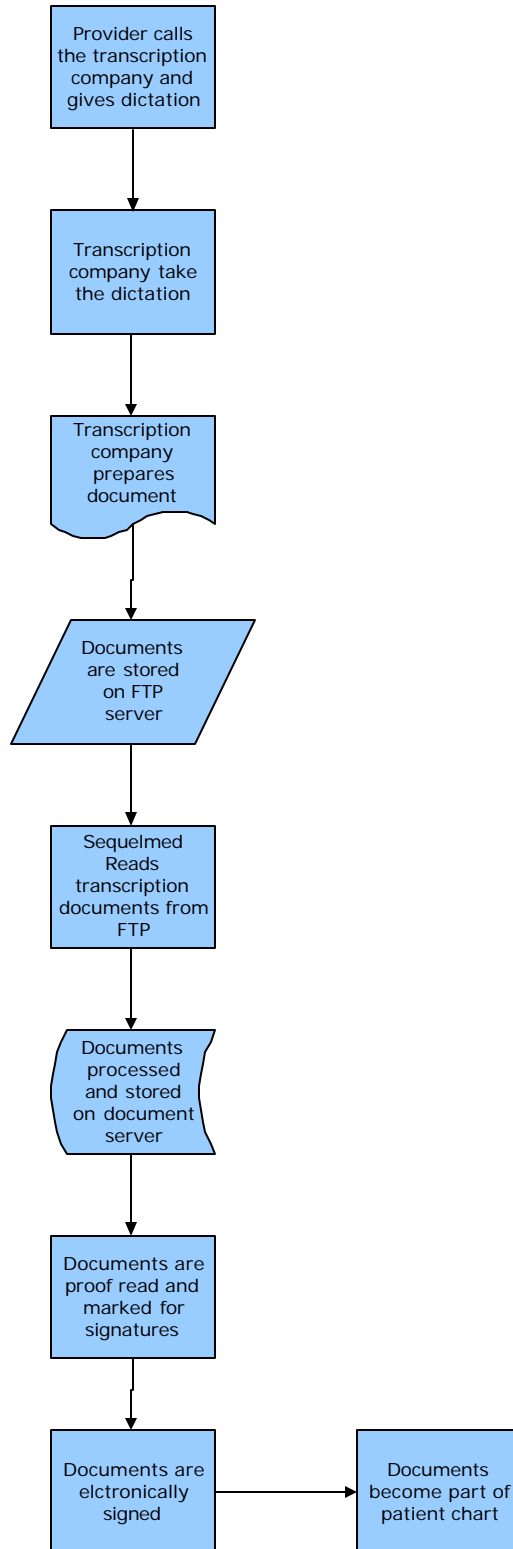 Provider calls
the transcription
company and
gives dictation
Transcription
company take
the dictation
Transcription
company
prepares
document
Documents
are stored
on FTP
server
Sequelmed
Reads
transcription
documents from
FTP
Documents
processed
and stored
on document
server
Documents are
proof read and
marked for
signatures
Documents are
elctronically
signed
Documents
become part of
patient chart